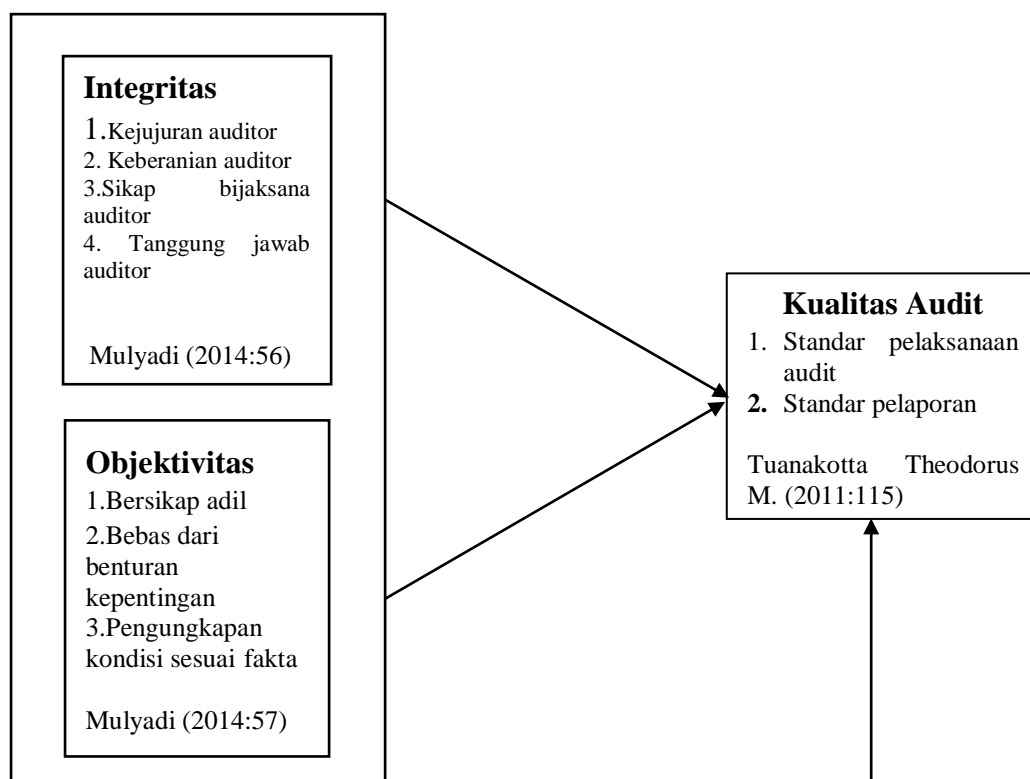 Integritas
1.Kejujuran auditor
2. Keberanian auditor
3.Sikap bijaksana
auditor
4. Tanggung jawab
auditor
Mulyadi (2014:56)
Objektivitas
1.Bersikap adil
2.Bebas dari
benturan
kepentingan
3.Pengungkapan
kondisi sesuai fakta
Mulyadi (2014:57)
Kualitas Audit
1. Standar pelaksanaan
audit
2. Standar pelaporan
Tuanakotta Theodorus
M. (2011:115)